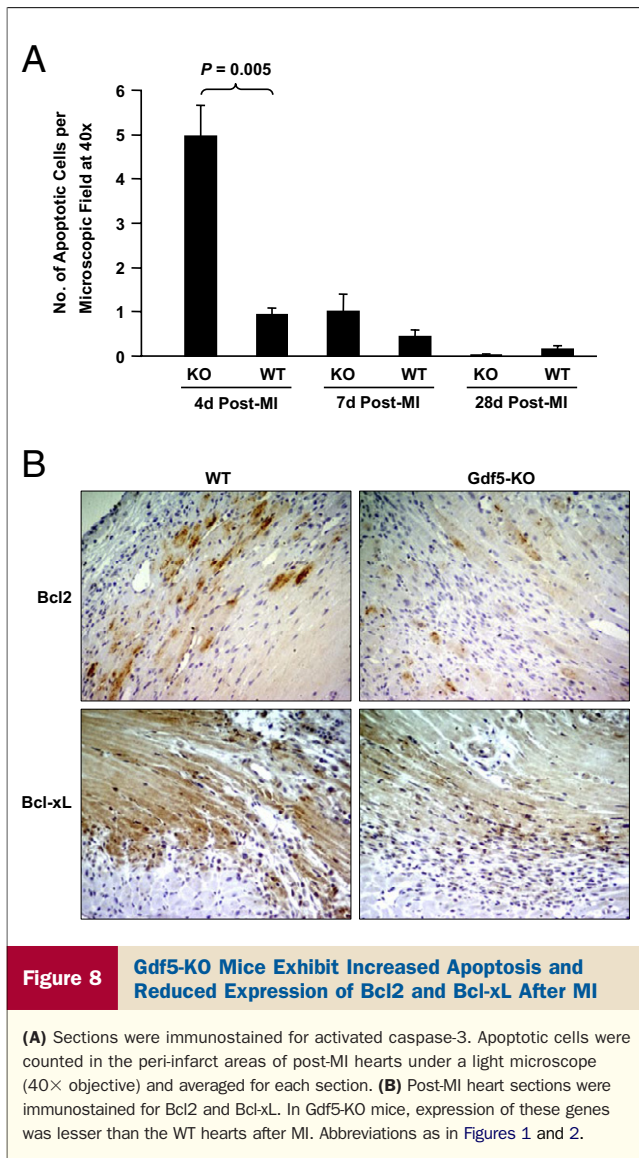 A
P = 0.005
No. of Apoptotic Cells per
Microscopic Field at 40x
6
5
4
3
2
1
0
KO WT KO WT KO WT
4d Post-MI 7d Post-MI 28d Post-MI
B
WT Gdf5-KO
Bcl2
Bcl-xL
Figure 8
Gdf5-KO Mice Exhibit Increased Apoptosis and
Reduced Expression of Bcl2 and Bcl-xL After MI
(A) Sections were immunostained for activated caspase-3. Apoptotic cells were
counted in the peri-infarct areas of post-MI hearts under a light microscope
(40× objective) and averaged for each section. (B) Post-MI heart sections were
immunostained for Bcl2 and Bcl-xL. In Gdf5-KO mice, expression of these genes
was lesser than the WT hearts after MI. Abbreviations as in Figures 1 and 2.